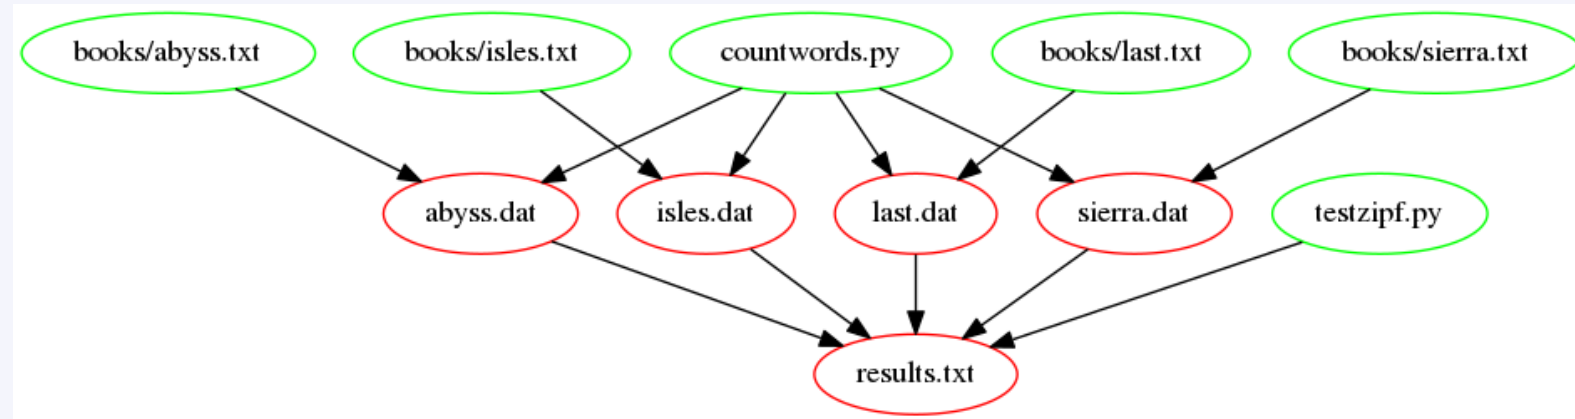 books/abyss.txt
books/isles.txt
countwords.py
books/last.txt
books/sierra.txt
abyss.dat
isles.dat
last.dat
sierra.dat
testzipf.py
results.txt